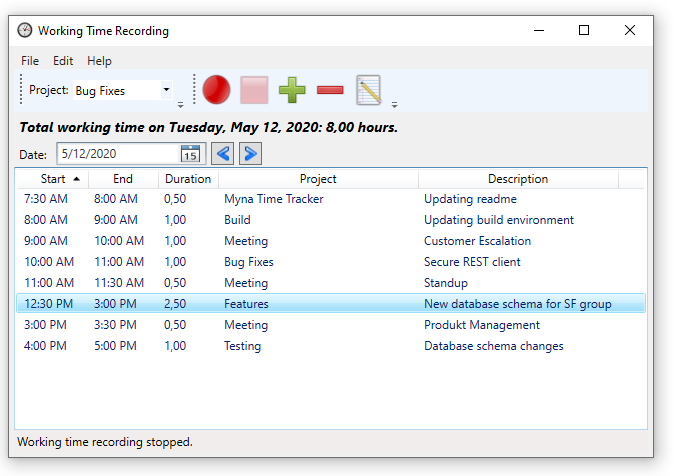 Working Time Recording
File Edit Help
Project: Bug Fixes
Total working time on Tuesday, May 12, 2020: 8,00 hours.
Date: 5/12/2020 15
Start End Duration Project Description
7:30 AM 8:00 AM 0,50 Myna Time Tracker Updating readme
8:00 AM 9:00 AM 1,00 Build Updating build environment
9:00 AM 10:00 AM 1,00 Meeting Customer Escalation
10:00 AM 11:00 AM 1,00 Bug Fixes Secure REST client
11:00 AM 11:30 AM 0,50 Meeting Standup
12:30 PM 3:00 PM 2,50 Features New database schema for SF group
3:00 PM 3:30 PM 0,50 Meeting Produkt Management
4:00 PM 5:00 PM 1,00 Testing Database schema changes
Working time recording stopped.